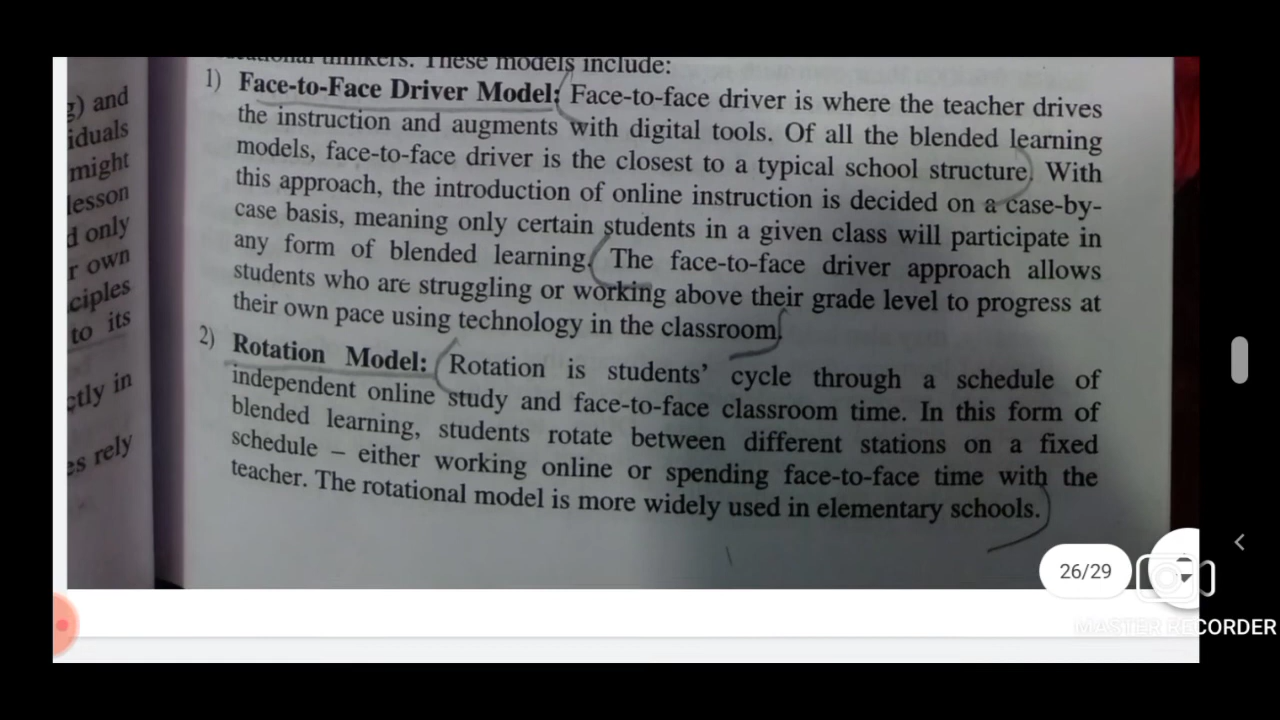 thinkers. These models include:
1) Face-to-Face Driver Model: Face-to-face driver is where the teacher drives
the instruction and augments with digital tools. Of all the blended learning
models, face-to-face driver is the closest to a typical school structure. With
this approach, the introduction of online instruction is decided on a case-by-
case basis, meaning only certain students in a given class will participate in
any form of blended learning. The face-to-face driver approach allows
students who are struggling or working above their grade level to progress at
their own pace using technology in the classroom.
2) Rotation Model: Rotation is students' cycle through a schedule of
independent online study and face-to-face classroom time. In this form of
blended learning, students rotate between different stations on a fixed
schedule – either working online or spending face-to-face time with the
teacher. The rotational model is more widely used in elementary schools.
) and
iduals
might
lesson
d only
r own
ciples
to its
ctly in
es rely
26/29
MASTER RECORDER